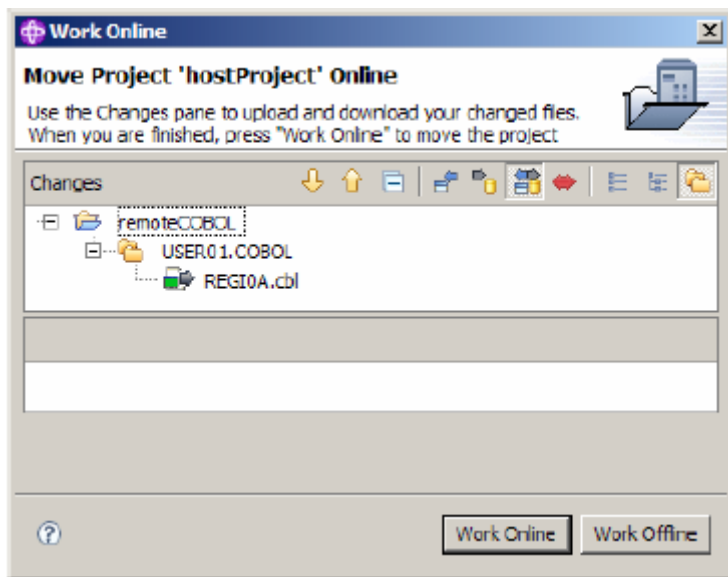 Work Online
Move Project 'hostProject' Online
Use the Changes pane to upload and download your changed files.
When you are finished, press "Work Online" to move the project
Changes
remoteCOBOL
USER01.COBOL
REGI0A.cbl
Work Online
Work Offline